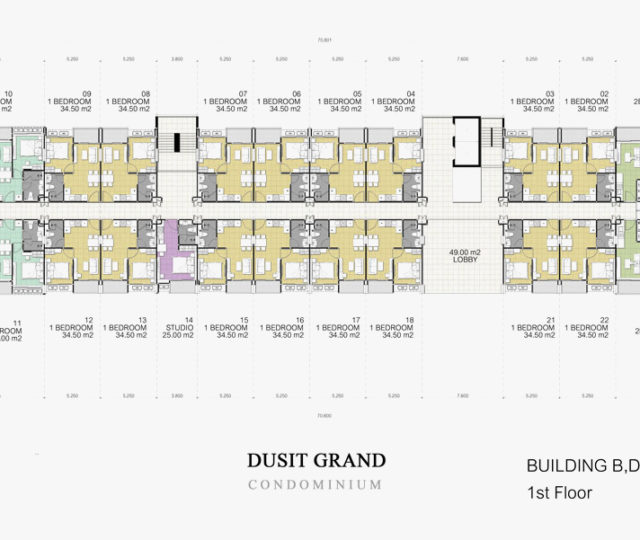 70.601
5.250 5.250 3.800 5.250 5.250 5.250 5.250 7.600 5.250 5.250
10
OOM
m2
09
1 BEDROOM
34.50 m2
08
1 BEDROOM
34.50 m2
07
1 BEDROOM
34.50 m2
06
1 BEDROOM
34.50 m2
05
1 BEDROOM
34.50 m2
04
1 BEDROOM
34.50 m2
03
1 BEDROOM
34.50 m2
02
1 BEDROOM
34.50 m2
49.00 m2
LOBBY
11
ROOM
00 m2
12
1 BEDROOM
34.50 m2
13
1 BEDROOM
34.50 m2
14
STUDIO
25.00 m2
15
1 BEDROOM
34.50 m2
16
1 BEDROOM
34.50 m2
17
1 BEDROOM
34.50 m2
18
1 BEDROOM
34.50 m2
21
1 BEDROOM
34.50 m2
22
1 BEDROOM
34.50 m2
5.250 5.250 3.800 5.250 5.250 5.250 5.250 7.600 5.250 5.250
70.600
DUSIT GRAND
CONDOMINIUM
BUILDING B,D
1st Floor